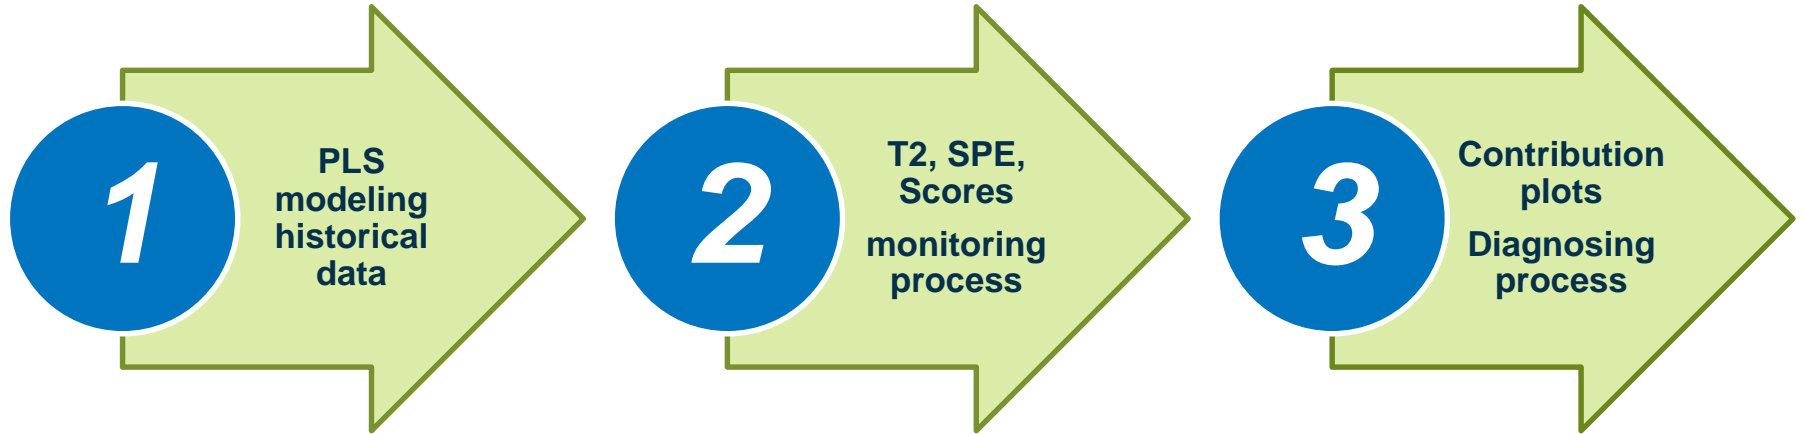 1
PLS
modeling
historical
data
2
T2, SPE,
Scores
monitoring
process
3
Contribution
plots
Diagnosing
process